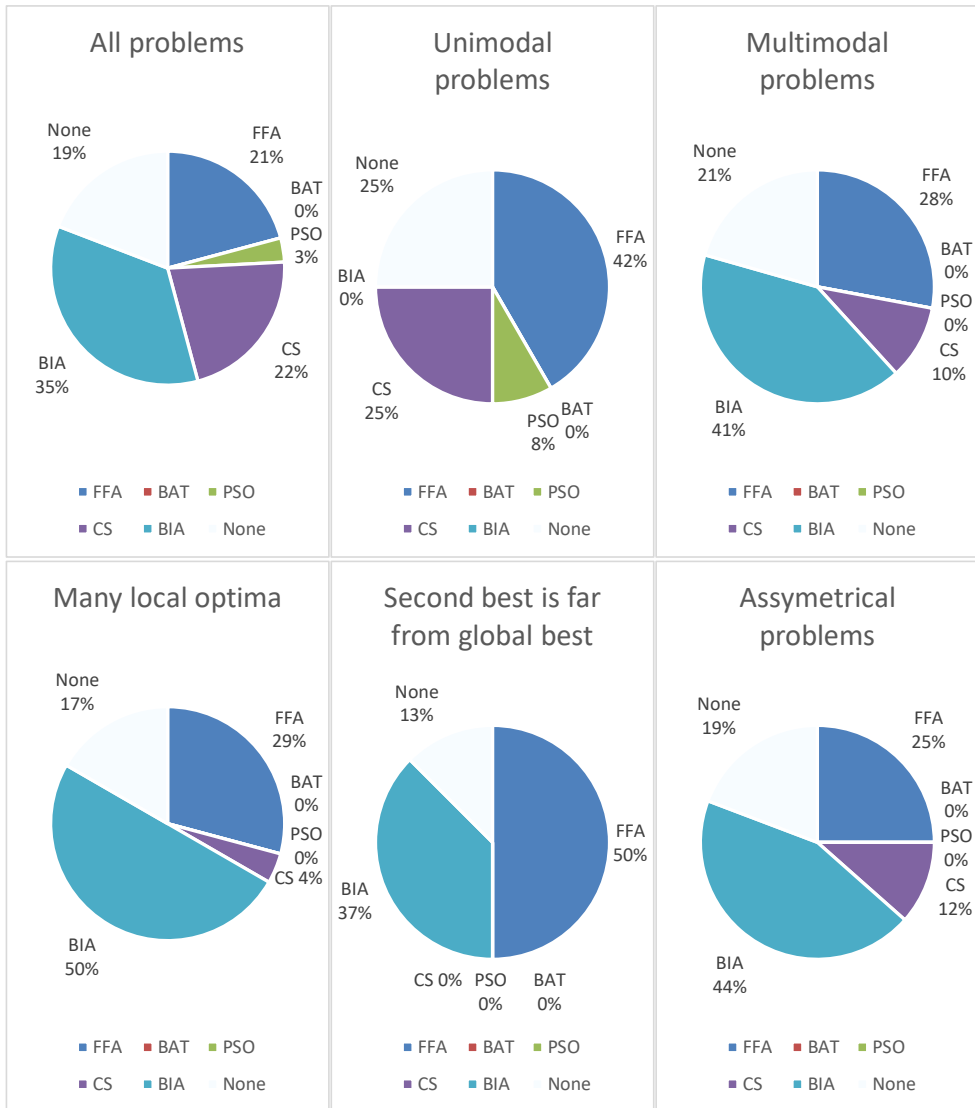 All problems
None
19%
FFA
21%
BAT
0%
PSO
3%
CS
22%
BIA
35%
FFA BAT PSO
CS BIA None
Unimodal
problems
None
25%
FFA
42%
BIA
0%
CS
25%
PSO
8%
BAT
0%
FFA BAT PSO
CS BIA None
Multimodal
problems
None
21%
FFA
28%
BAT
0%
PSO
0%
CS
10%
BIA
41%
FFA BAT PSO
CS BIA None
Many local optima
None
17%
FFA
29%
BAT
0%
PSO
0%
CS 4%
BIA
50%
FFA BAT PSO
CS BIA None
Second best is far
from global best
None
13%
FFA
50%
BIA
37%
CS 0%
PSO
0%
BAT
0%
FFA BAT PSO
CS BIA None
Assymetrical
problems
None
19%
FFA
25%
BAT
0%
PSO
0%
CS
12%
BIA
44%
FFA BAT PSO
CS BIA None